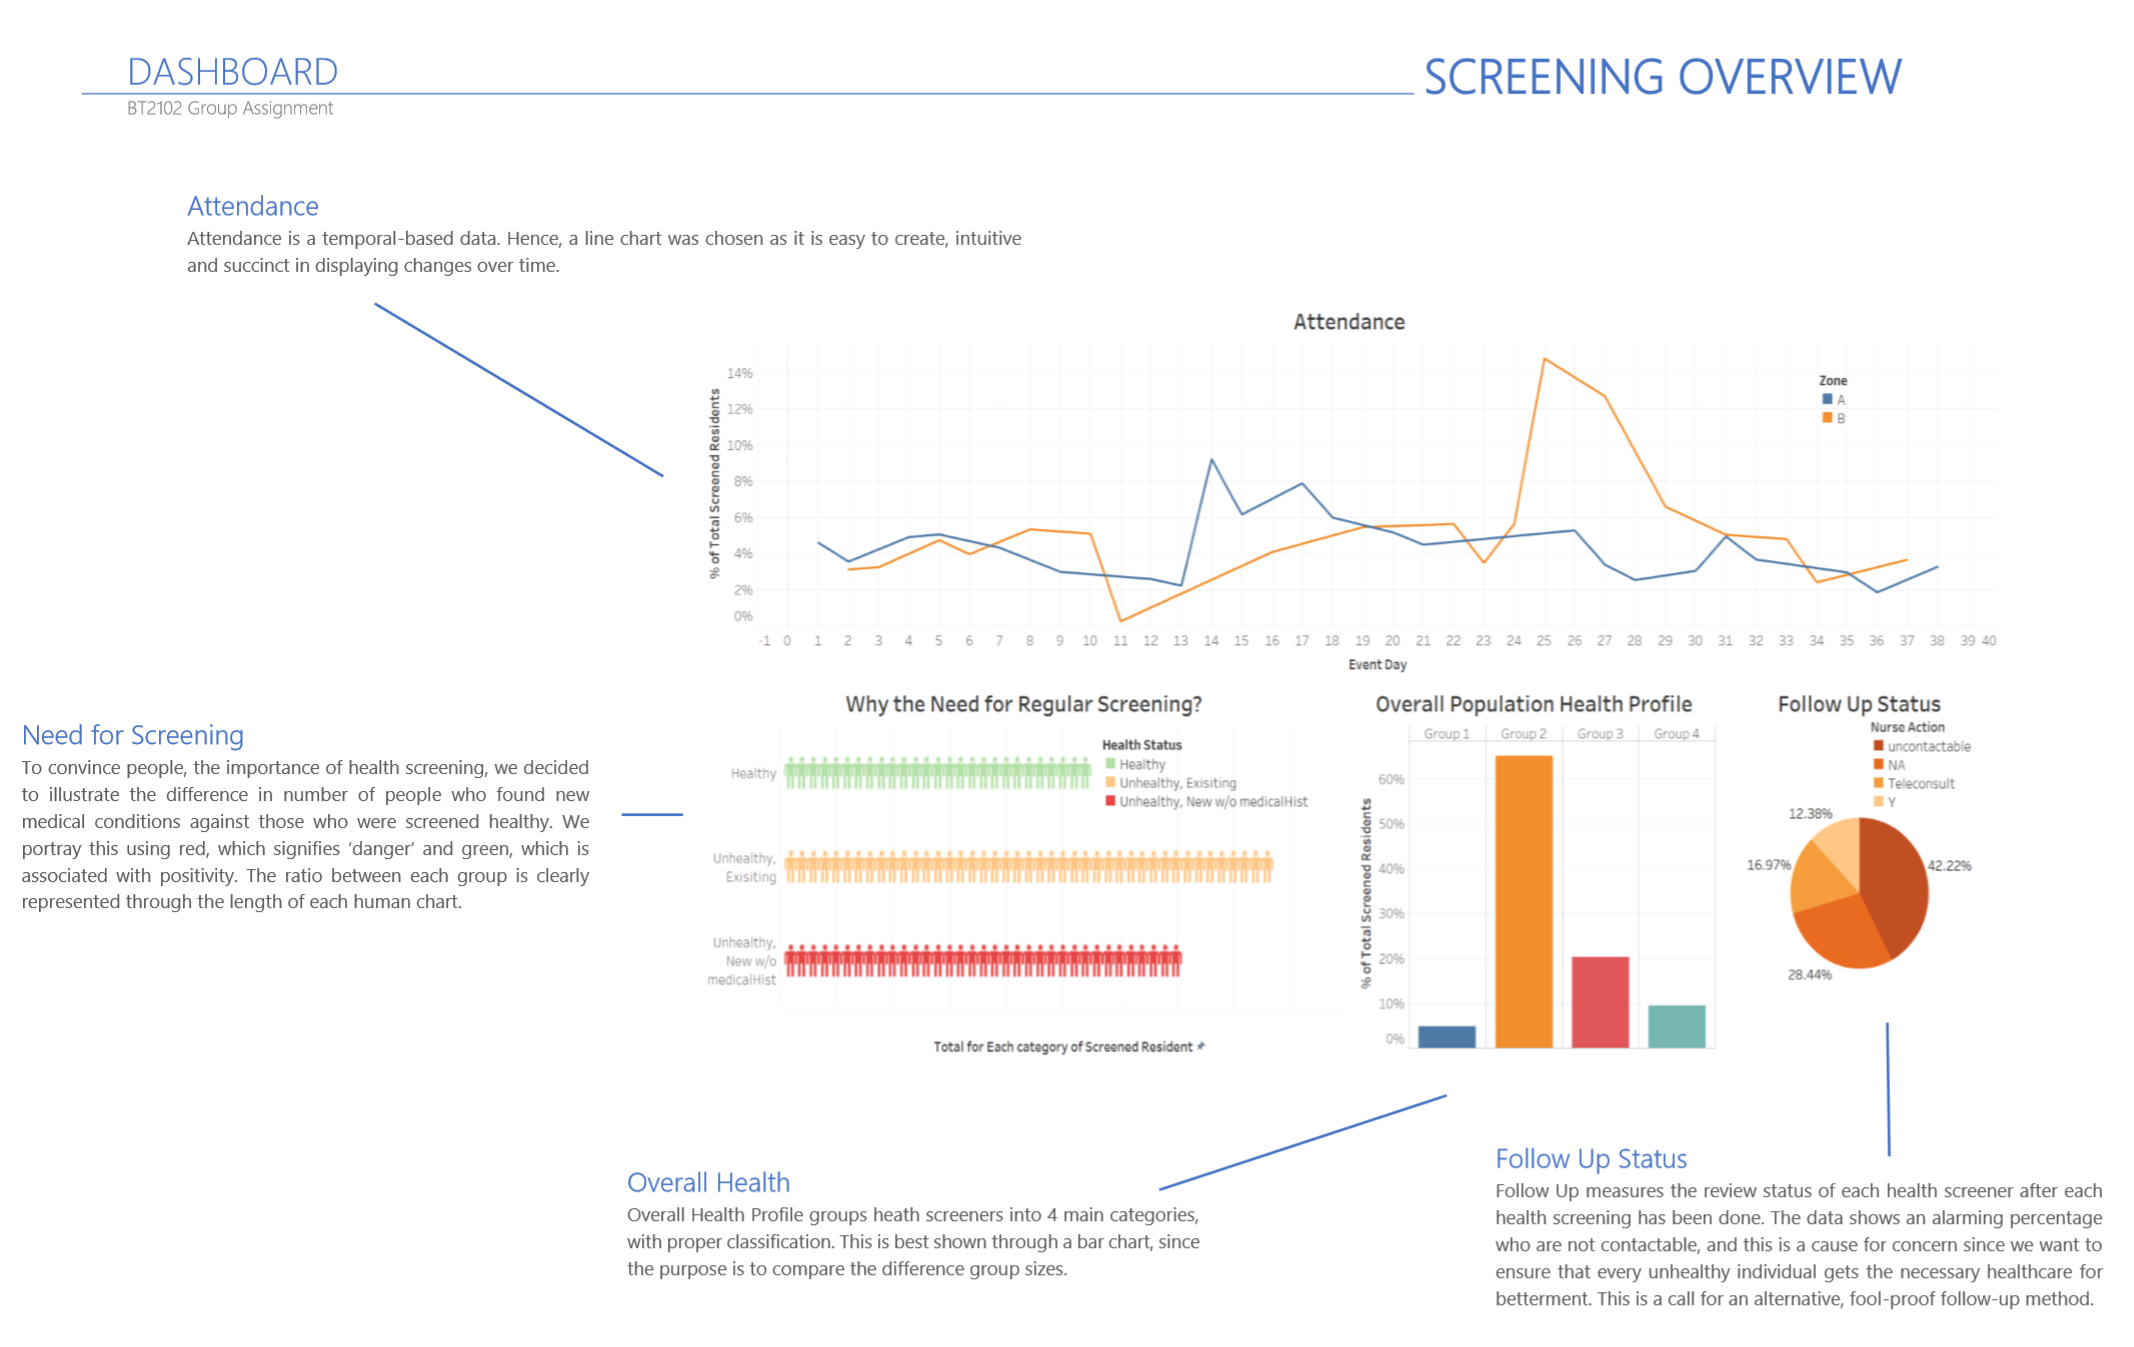 DASHBOARD
SCREENING OVERVIEW
BT2102 Group Assignment
Attendance
Attendance is a temporal-based data. Hence, a line chart was chosen as it is easy to create, intuitive
and succinct in displaying changes over time.
Attendance
% of Total Screened Residents
14%
12%
10%
8%
6%
4%
2%
0%
Zone
A
B
-1 0 1 2 3 4 5 6 7 8 9 10 11 12 13 14 15 16 17 18 19 20 21 22 23 24 25 26 27 28 29 30 31 32 33 34 35 36 37 38 39 40
Event Day
Need for Screening
To convince people, the importance of health screening, we decided
to illustrate the difference in number of people who found new
medical conditions against those who were screened healthy. We
portray this using red, which signifies ‘danger’ and green, which is
associated with positivity. The ratio between each group is clearly
represented through the length of each human chart.
Why the Need for Regular Screening?
Health Status
Healthy
Unhealthy, Exisiting
Unhealthy, New w/o medicalHist
Healthy
Unhealthy,
Exisiting
Unhealthy,
New w/o
medicalHist
Total for Each category of Screened Resident
Overall Population Health Profile
Group 1 Group 2 Group 3 Group 4
% of Total Screened Residents
60%
50%
40%
30%
20%
10%
0%
Follow Up Status
Nurse Action
uncontactable
NA
Teleconsult
Y
12.38%
16.97%
42.22%
28.44%
Overall Health
Overall Health Profile groups heath screeners into 4 main categories,
with proper classification. This is best shown through a bar chart, since
the purpose is to compare the difference group sizes.
Follow Up Status
Follow Up measures the review status of each health screener after each
health screening has been done. The data shows an alarming percentage
who are not contactable, and this is a cause for concern since we want to
ensure that every unhealthy individual gets the necessary healthcare for
betterment. This is a call for an alternative, fool-proof follow-up method.